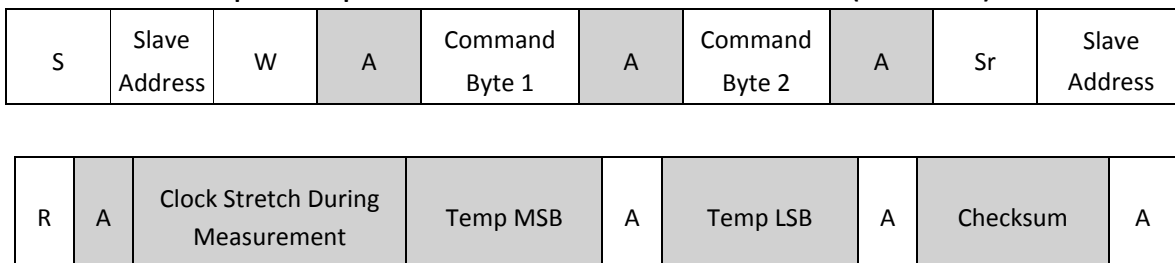 S Slave Address W A Command Byte 1 A Command Byte 2 A Sr Slave Address
R A Clock Stretch During Measurement Temp MSB A Temp LSB A Checksum A